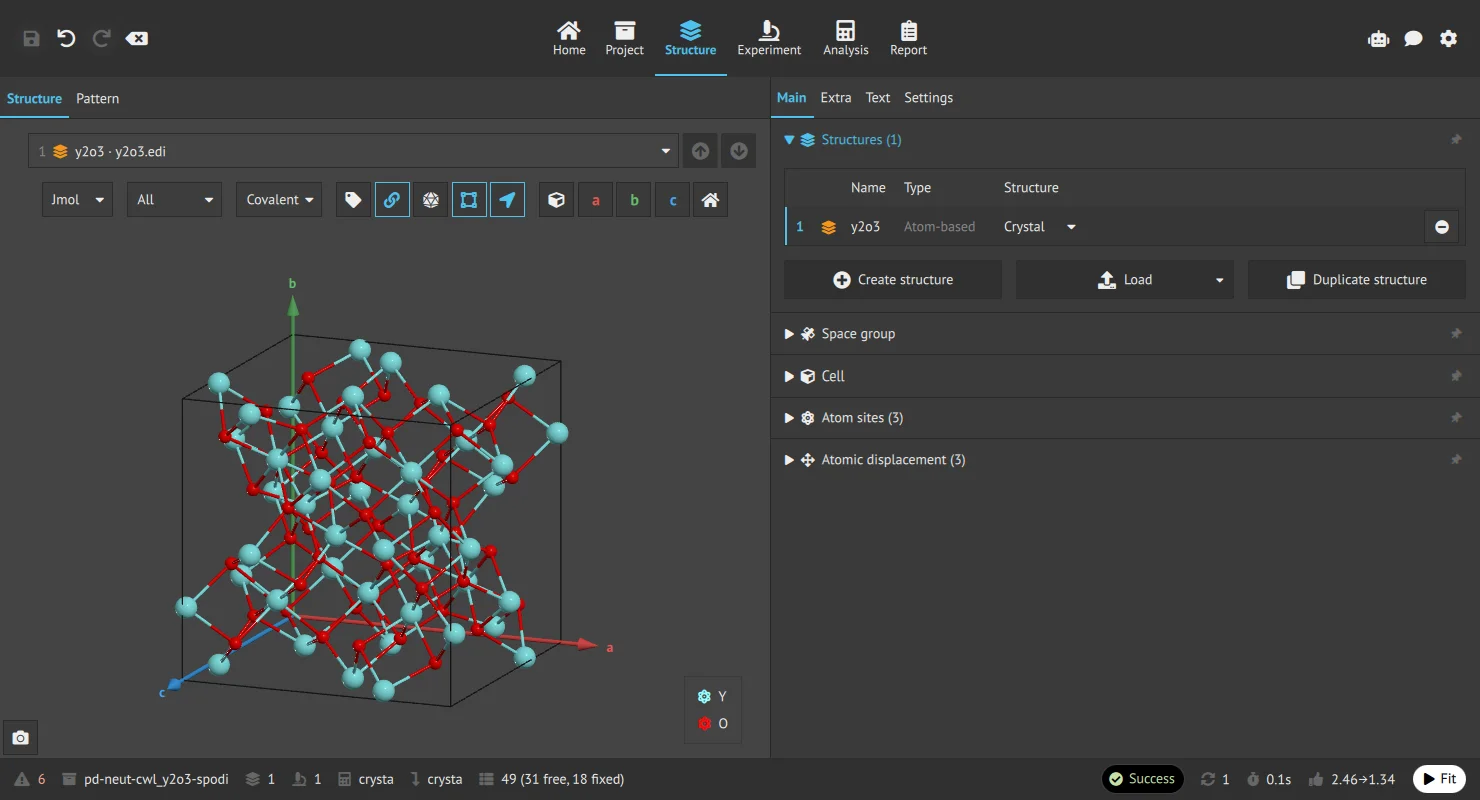 Home Project Structure Experiment Analysis Report
Structure Pattern
Main Extra Text Settings
1 y2o3 · y2o3.edi
Jmol All Covalent a b c
b
a
c
Y
O
Structures (1)
Name Type Structure
1 y2o3 Atom-based Crystal
Create structure Load Duplicate structure
Space group
Cell
Atom sites (3)
Atomic displacement (3)
6 pd-neut-cwl_y2o3-spodi 1 1 crysta crysta 49 (31 free, 18 fixed) Success 1 0.1s 2.46→1.34 Fit